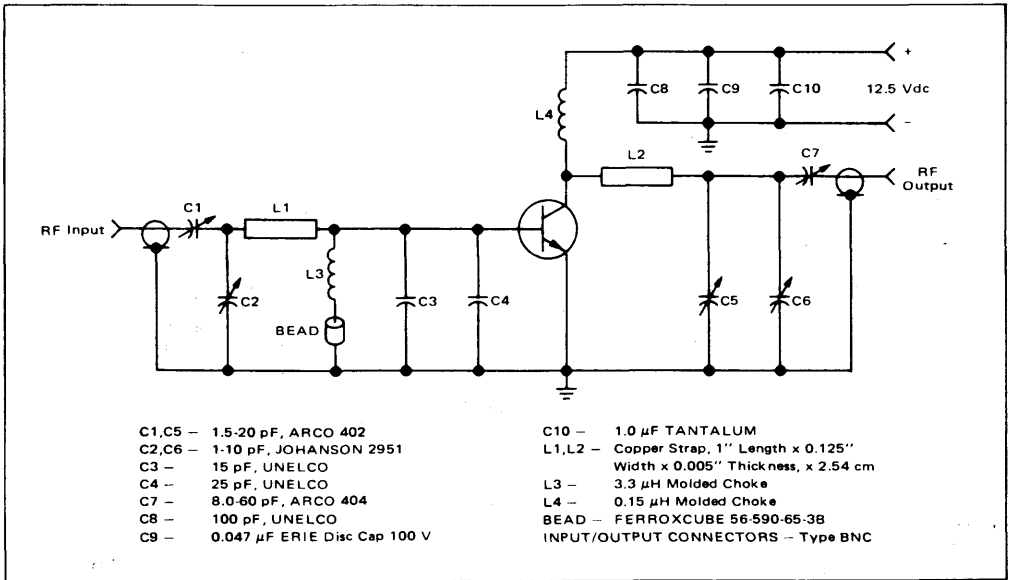 +
C8
C9
C10
12.5 Vdc
L4
–
L2
C7
RF
Output
C1
L1
RF Input
L3
C2
C3
C4
C5
C6
BEAD
C1,C5 – 1.5-20 pF, ARCO 402
C2,C6 – 1-10 pF, JOHANSON 2951
C3 – 15 pF, UNELCO
C4 – 25 pF, UNELCO
C7 – 8.0-60 pF, ARCO 404
C8 – 100 pF, UNELCO
C9 – 0.047 μF ERIE Disc Cap 100 V
C10 – 1.0 μF TANTALUM
L1,L2 – Copper Strap, 1'' Length x 0.125''
Width x 0.005'' Thickness, x 2.54 cm
L3 – 3.3 μH Molded Choke
L4 – 0.15 μH Molded Choke
BEAD – FERROXCUBE 56-590-65-3B
INPUT/OUTPUT CONNECTORS – Type BNC